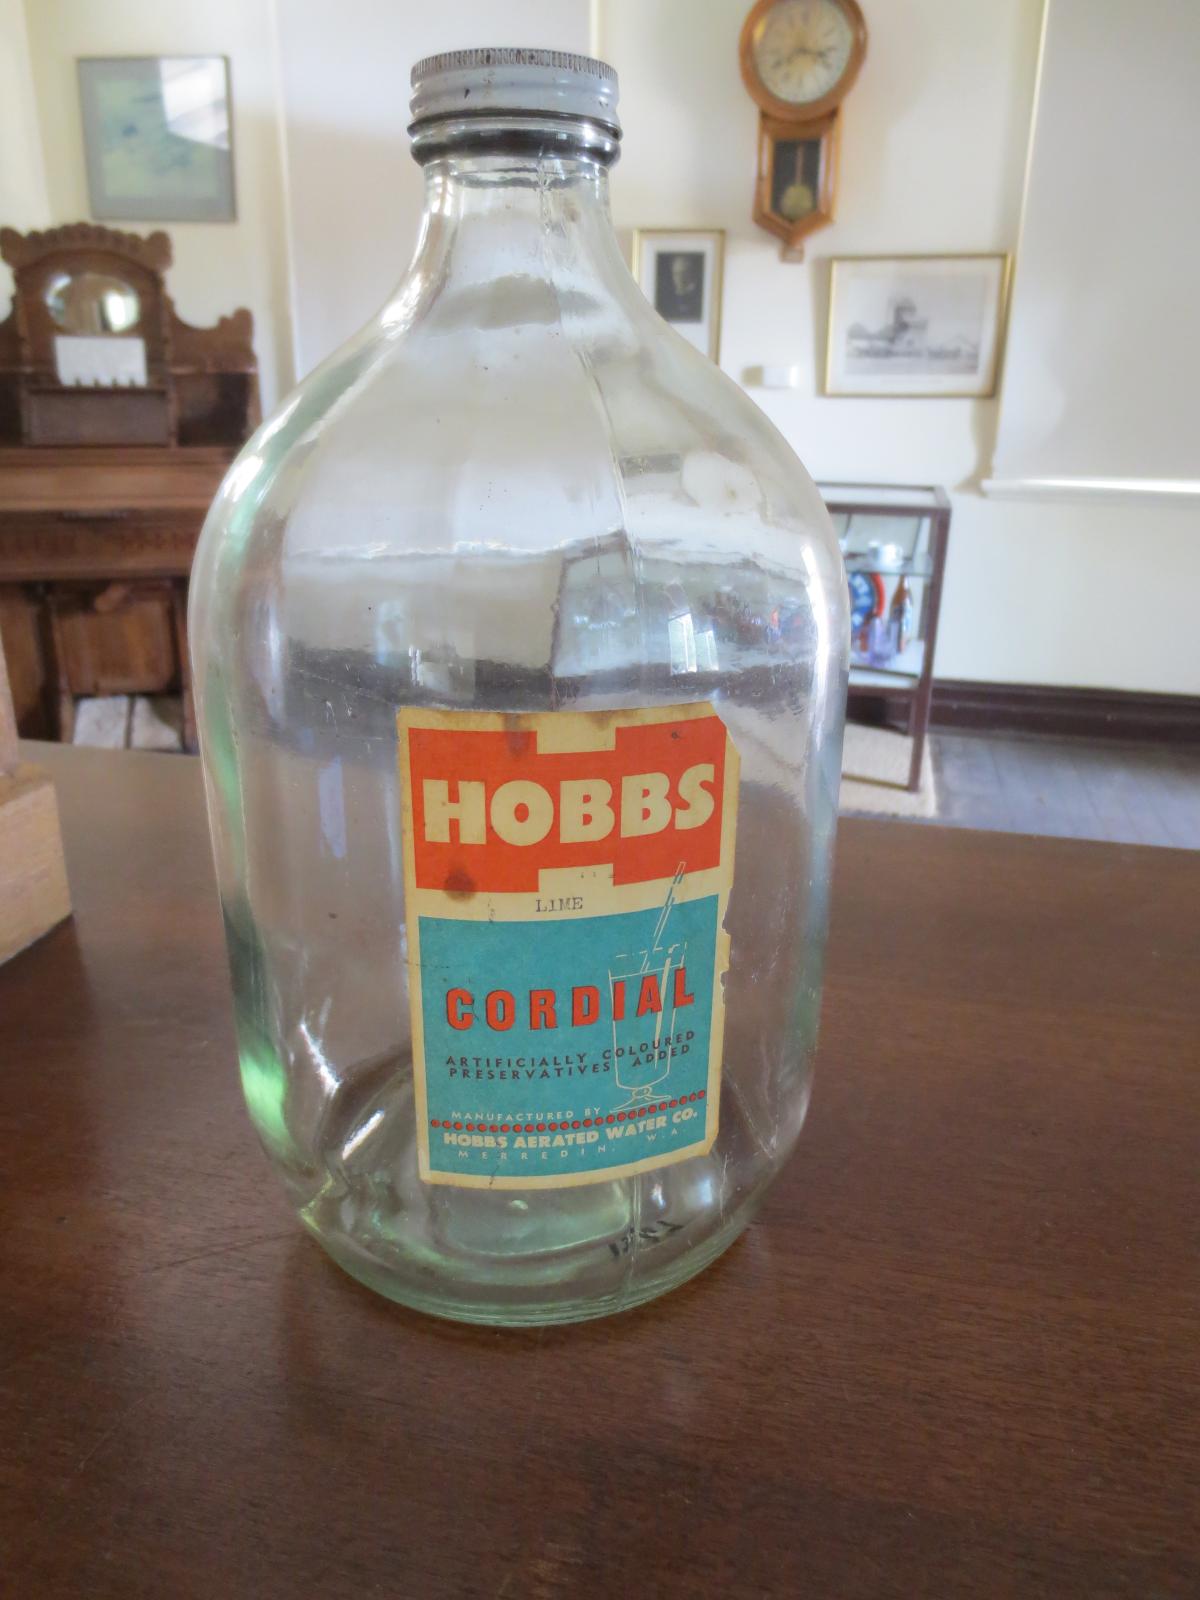 HOBBS
LIME
CORDIAL
ARTIFICIALLY COLOURED
PRESERVATIVES ADDED
MANUFACTURED BY
HOBBS AERATED WATER CO.
MERREDIN. W.A.